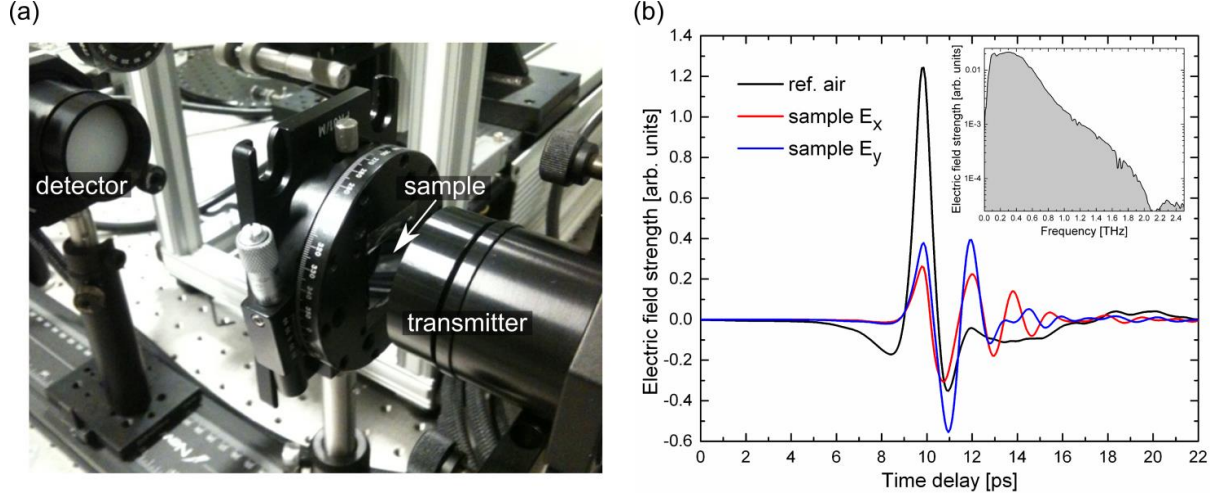 (a)
detector
sample
transmitter
(b)
Electric field strength [arb. units]
1.4
1.2
1.0
0.8
0.6
0.4
0.2
0.0
-0.2
-0.4
-0.6
ref. air
sample Ex
sample Ey
Electric field strength [arb. units]
0.01
1E-3
1E-4
0.0 0.2 0.4 0.6 0.8 1.0 1.2 1.4 1.6 1.8 2.0 2.2 2.4
Frequency [THz]
0 2 4 6 8 10 12 14 16 18 20 22
Time delay [ps]